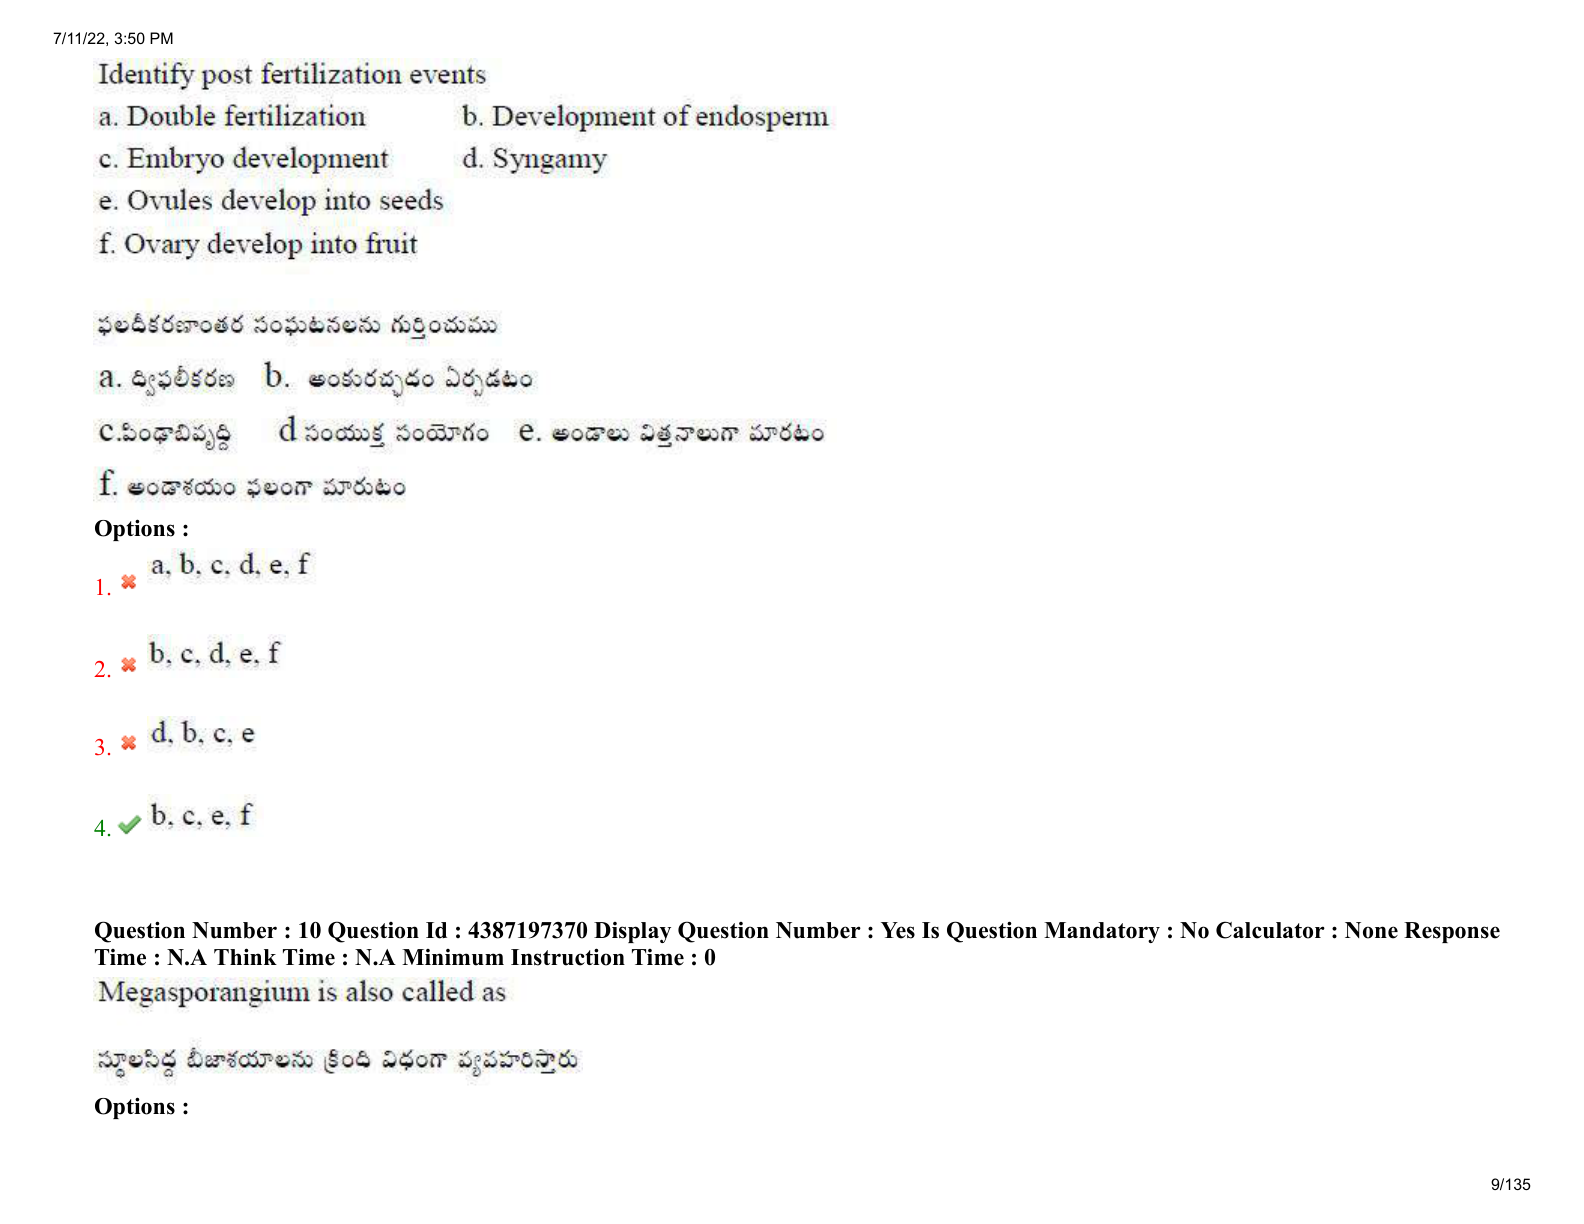 7/11/22, 3:50 PM
Identify post fertilization events
a. Double fertilization b. Development of endosperm
c. Embryo development d. Syngamy
e. Ovules develop into seeds
f. Ovary develop into fruit
ఫలదీకరణాంతర సంఘటనలను గుర్తించుము
a. ద్విఫలీకరణ b. అంకురచ్ఛదం ఏర్పడటం
c.పిండాబివృద్ది d సంయుక్త సంయోగం e. అండాలు విత్తనాలుగా మారటం
f. అండాశయం ఫలంగా మారుటం
Options :
1. a, b, c, d, e, f
2. b, c, d, e, f
3. d, b, c, e
4. b, c, e, f
Question Number : 10 Question Id : 4387197370 Display Question Number : Yes Is Question Mandatory : No Calculator : None Response
Time : N.A Think Time : N.A Minimum Instruction Time : 0
Megasporangium is also called as
స్థూలసిద్ద బీజాశయాలను క్రింది విధంగా వ్యవహరిస్తారు
Options :
9/135